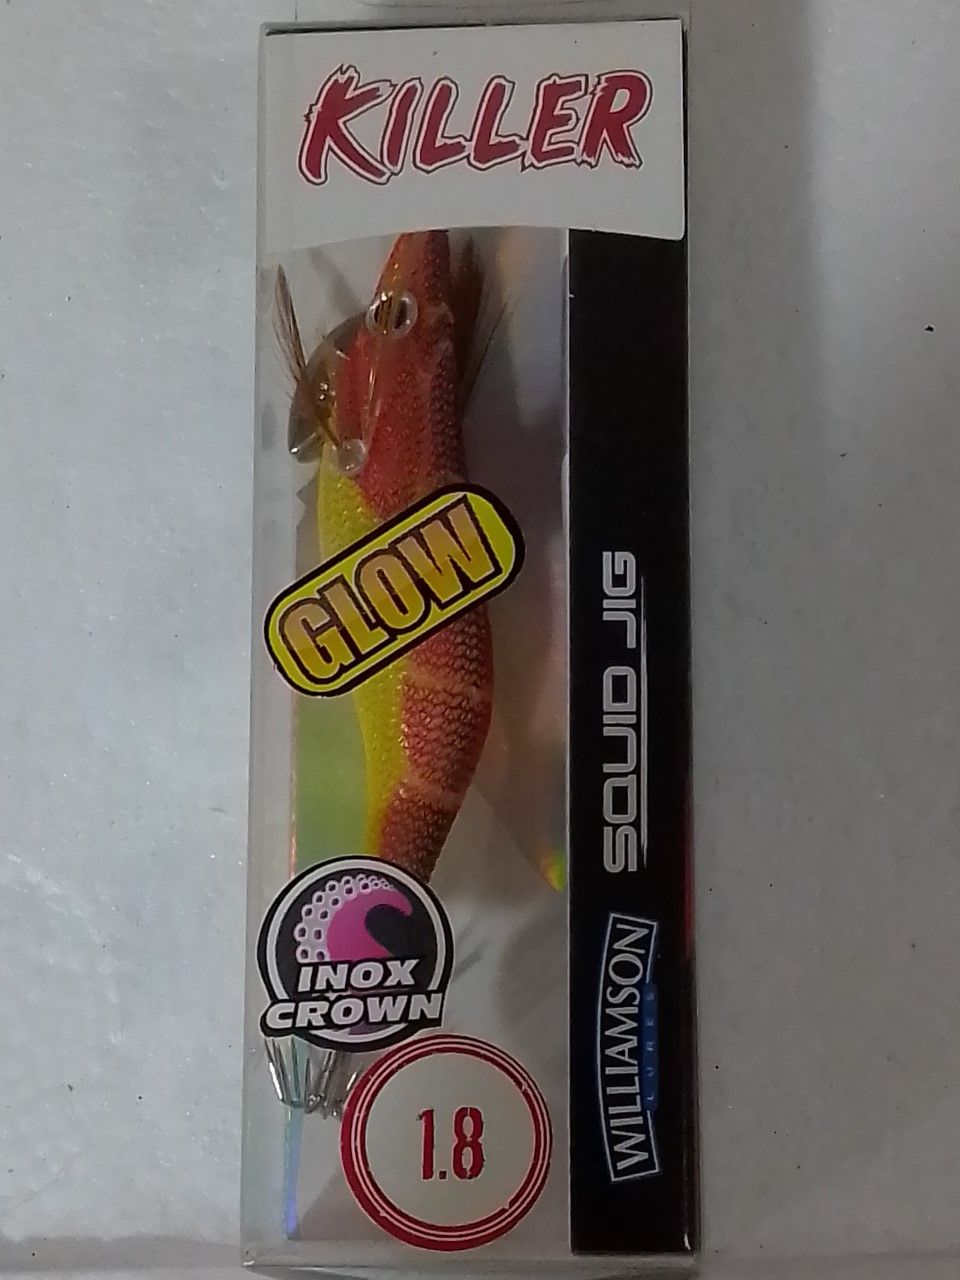 KILLER
GLOW
SQUID JIG
INOX
CROWN
WILLIAMSON
LURES
1.8